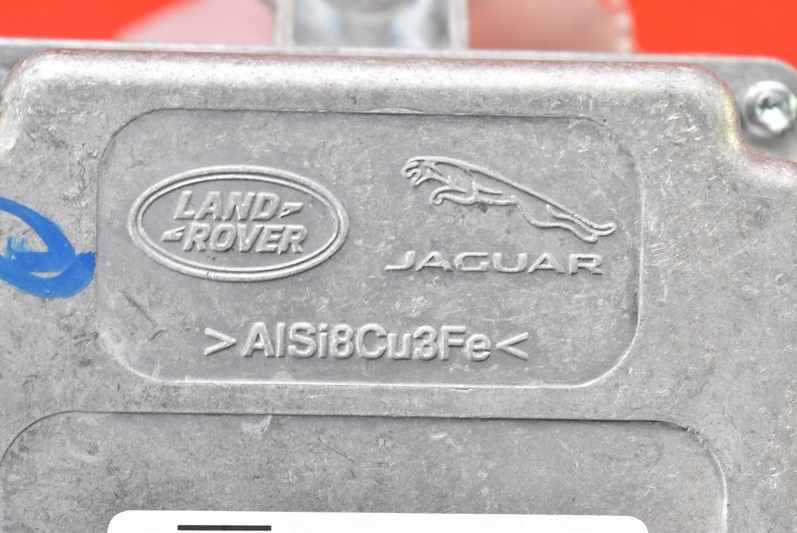 LAND
ROVER
JAGUAR
>AlSi8Cu3Fe<